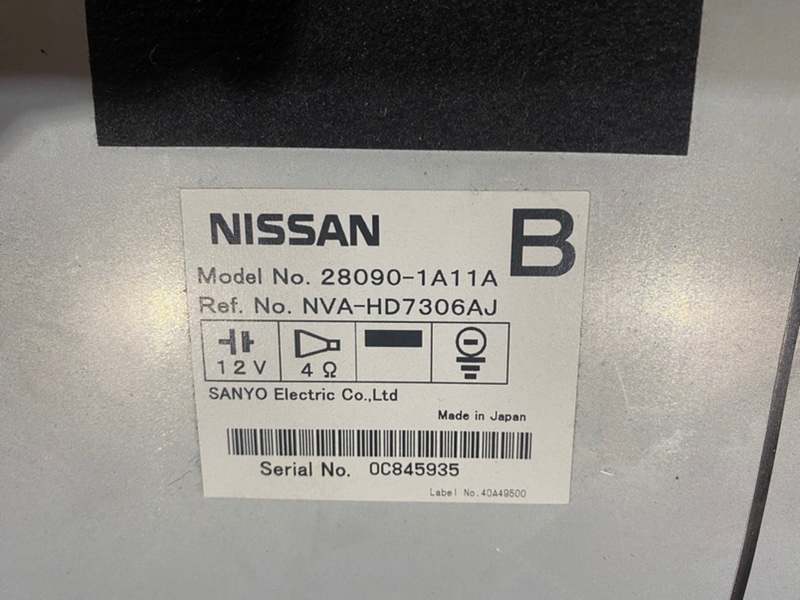 NISSAN
B
Model No. 28090-1A11A
Ref. No. NVA-HD7306AJ
12V 4Ω
SANYO Electric Co.,Ltd
Made in Japan
Serial No. 0C845935
Label No.40A49500